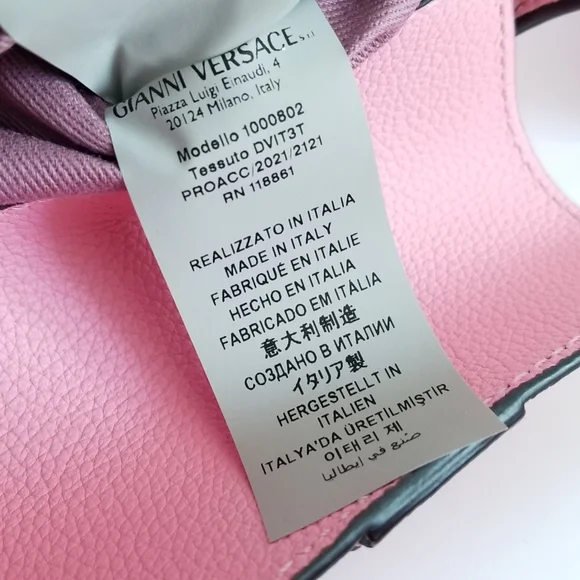 GIANNI VERSACE S.r.l.
Piazza Luigi Einaudi, 4
20124 Milano, Italy
Modello 1000802
Tessuto DVIT3T
PROACC/2021/2121
RN 118861
REALIZZATO IN ITALIA
MADE IN ITALY
FABRIQUÉ EN ITALIE
HECHO EN ITALIA
FABRICADO EM ITÀLIA
意大利制造
СОЗДАНО В ИТАЛИИ
イタリア製
HERGESTELLT IN
ITALIEN
ITALYA'DA ÜRETILMIŞTIR
이태리 제
صنع في إيطاليا